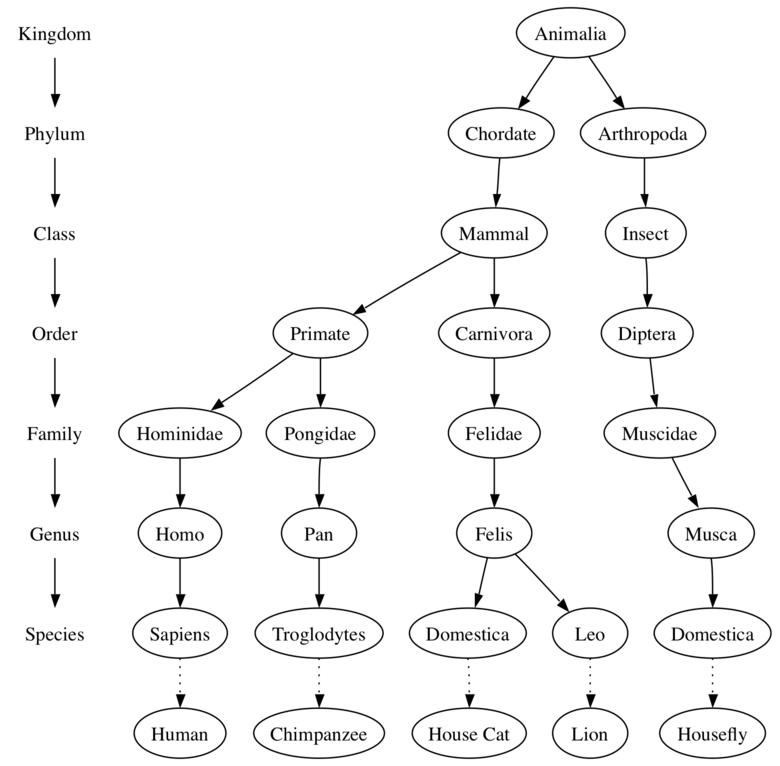 Kingdom
Animalia
Phylum
Chordate
Arthropoda
Class
Mammal
Insect
Order
Primate
Carnivora
Diptera
Family
Hominidae
Pongidae
Felidae
Muscidae
Genus
Homo
Pan
Felis
Musca
Species
Sapiens
Troglodytes
Domestica
Leo
Domestica
Human
Chimpanzee
House Cat
Lion
Housefly